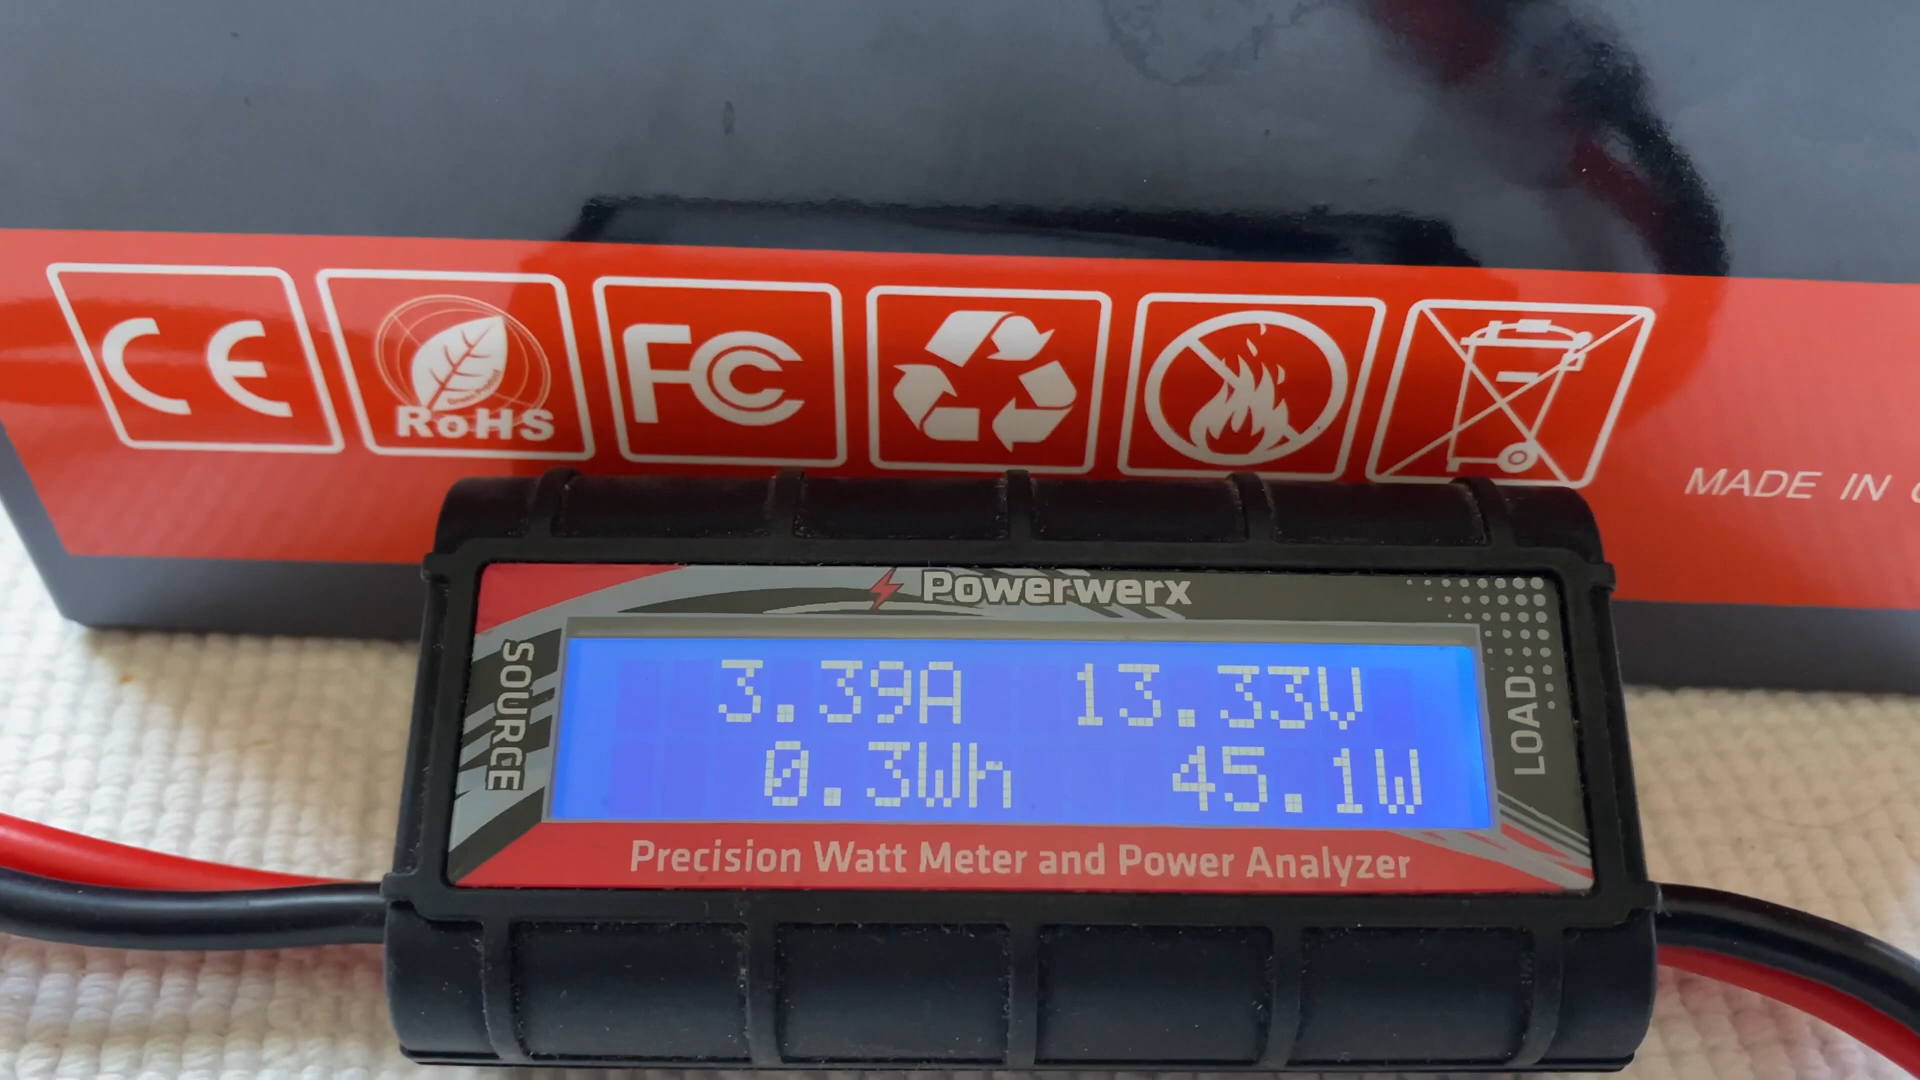 CE
RoHS
FC
MADE IN
Powerwerx
SOURCE
3.39A 13.33V
0.3Wh 45.1W
LOAD
Precision Watt Meter and Power Analyzer